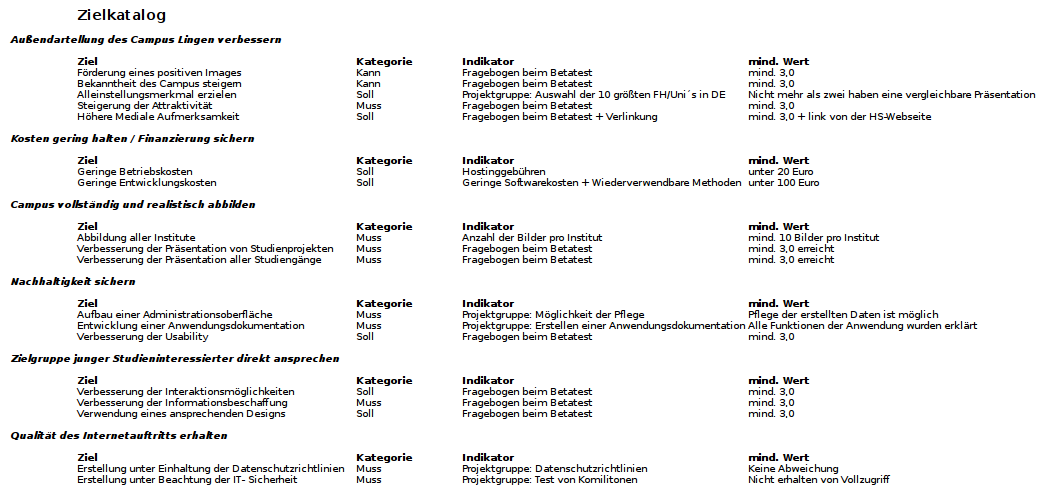 Zielkatalog
Außendartellung des Campus Lingen verbessern
Ziel Kategorie Indikator mind. Wert
Förderung eines positiven Images Kann Fragebogen beim Betatest mind. 3,0
Bekanntheit des Campus steigern Kann Fragebogen beim Betatest mind. 3,0
Alleinstellungsmerkmal erzielen Soll Projektgruppe: Auswahl der 10 größten FH/Uni´s in DE Nicht mehr als zwei haben eine vergleichbare Präsentation
Steigerung der Attraktivität Muss Fragebogen beim Betatest mind. 3,0
Höhere Mediale Aufmerksamkeit Soll Fragebogen beim Betatest + Verlinkung mind. 3,0 + link von der HS-Webseite
Kosten gering halten / Finanzierung sichern
Ziel Kategorie Indikator mind. Wert
Geringe Betriebskosten Soll Hostinggebühren unter 20 Euro
Geringe Entwicklungskosten Soll Geringe Softwarekosten + Wiederverwendbare Methoden unter 100 Euro
Campus vollständig und realistisch abbilden
Ziel Kategorie Indikator mind. Wert
Abbildung aller Institute Muss Anzahl der Bilder pro Institut mind. 10 Bilder pro Institut
Verbesserung der Präsentation von Studienprojekten Muss Fragebogen beim Betatest mind. 3,0 erreicht
Verbesserung der Präsentation aller Studiengänge Muss Fragebogen beim Betatest mind. 3,0 erreicht
Nachhaltigkeit sichern
Ziel Kategorie Indikator mind. Wert
Aufbau einer Administrationsoberfläche Muss Projektgruppe: Möglichkeit der Pflege Pflege der erstellten Daten ist möglich
Entwicklung einer Anwendungsdokumentation Muss Projektgruppe: Erstellen einer Anwendungsdokumentation Alle Funktionen der Anwendung wurden erklärt
Verbesserung der Usability Soll Fragebogen beim Betatest mind. 3,0
Zielgruppe junger Studieninteressierter direkt ansprechen
Ziel Kategorie Indikator mind. Wert
Verbesserung der Interaktionsmöglichkeiten Soll Fragebogen beim Betatest mind. 3,0
Verbesserung der Informationsbeschaffung Muss Fragebogen beim Betatest mind. 3,0
Verwendung eines ansprechenden Designs Soll Fragebogen beim Betatest mind. 3,0
Qualität des Internetauftritts erhalten
Ziel Kategorie Indikator mind. Wert
Erstellung unter Einhaltung der Datenschutzrichtlinien Muss Projektgruppe: Datenschutzrichtlinien Keine Abweichung
Erstellung unter Beachtung der IT- Sicherheit Muss Projektgruppe: Test von Komilitonen Nicht erhalten von Vollzugriff